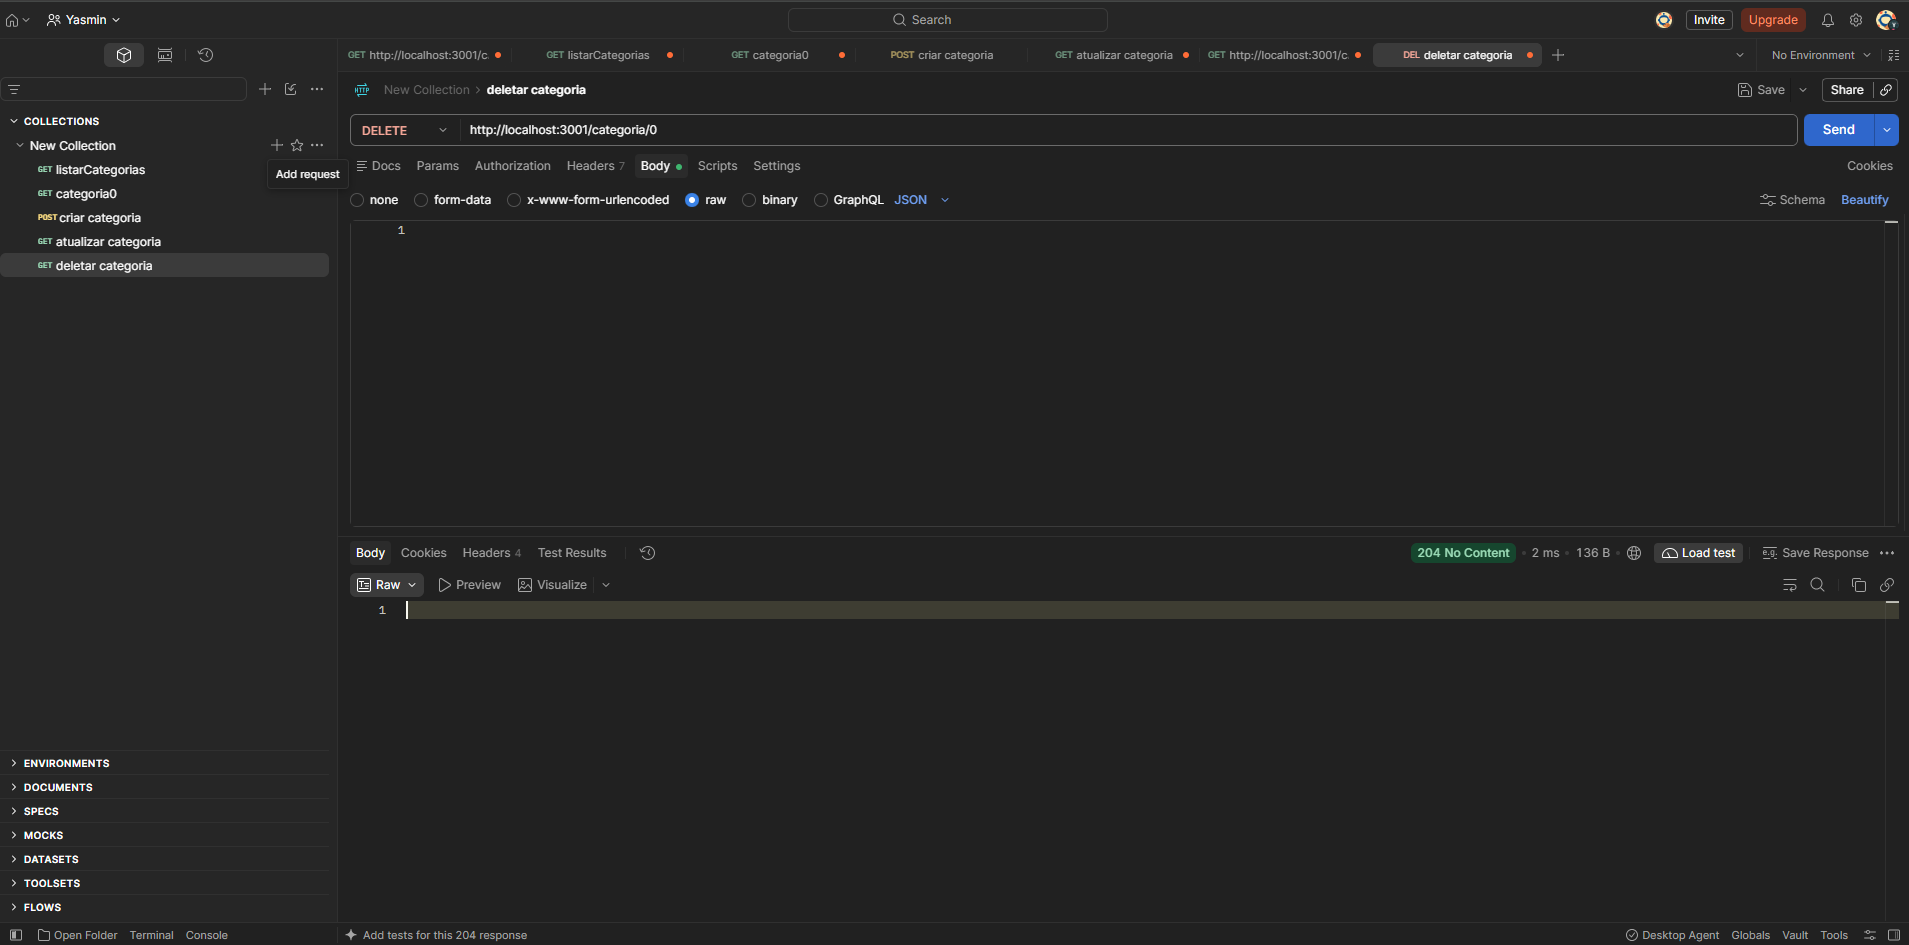 Yasmin
Search
Invite
Upgrade
GET http://localhost:3001/c.
GET listarCategorias
GET categoria0
POST criar categoria
GET atualizar categoria
GET http://localhost:3001/c.
DEL deletar categoria
No Environment
New Collection › deletar categoria
Save
Share
COLLECTIONS
New Collection
GET listarCategorias
GET categoria0
POST criar categoria
GET atualizar categoria
GET deletar categoria
Add request
DELETE
http://localhost:3001/categoria/0
Send
Docs Params Authorization Headers 7 Body Scripts Settings
Cookies
none form-data x-www-form-urlencoded raw binary GraphQL JSON
Schema Beautify
1
Body Cookies Headers 4 Test Results
204 No Content • 2 ms • 136 B
Load test
e.g. Save Response
Raw Preview Visualize
1
ENVIRONMENTS
DOCUMENTS
SPECS
MOCKS
DATASETS
TOOLSETS
FLOWS
Open Folder Terminal Console
Add tests for this 204 response
Desktop Agent Globals Vault Tools